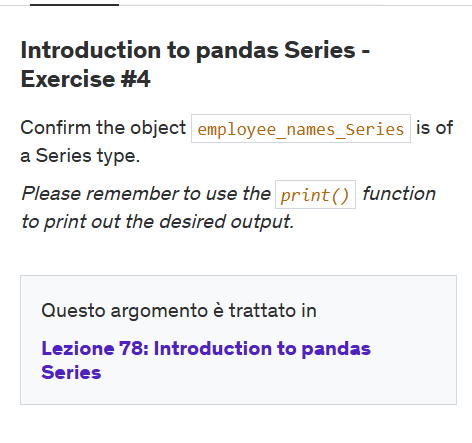 Introduction to pandas Series -
Exercise #4
Confirm the object employee_names_Series is of
a Series type.
Please remember to use the print() function
to print out the desired output.
Questo argomento è trattato in
Lezione 78: Introduction to pandas
Series